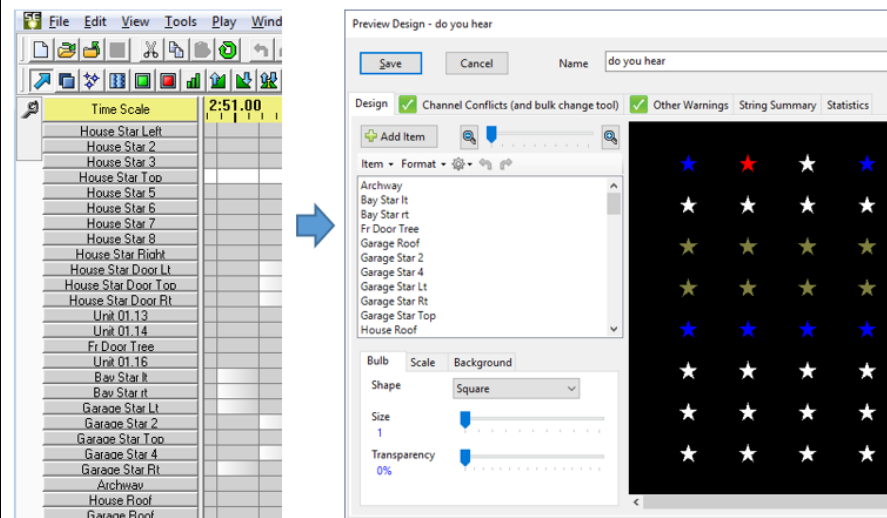 File Edit View Tools Play Wind
Time Scale 2:51.00
House Star Left
House Star 2
House Star 3
House Star Top
House Star 5
House Star 6
House Star 7
House Star 8
House Star Right
House Star Door Lt
House Star Door Top
House Star Door Rt
Unit 01.13
Unit 01.14
Fr Door Tree
Unit 01.16
Bay Star lt
Bay Star rt
Garage Star Lt
Garage Star 2
Garage Star Top
Garage Star 4
Garage Star Rt
Archway
House Roof
Garage Roof
Preview Design - do you hear
Save Cancel Name do you hear
Design Channel Conflicts (and bulk change tool) Other Warnings String Summary Statistics
Add Item
Item Format
Archway
Bay Star lt
Bay Star rt
Fr Door Tree
Garage Roof
Garage Star 2
Garage Star 4
Garage Star Lt
Garage Star Rt
Garage Star Top
House Roof
Bulb Scale Background
Shape Square
Size
1
Transparency
0%